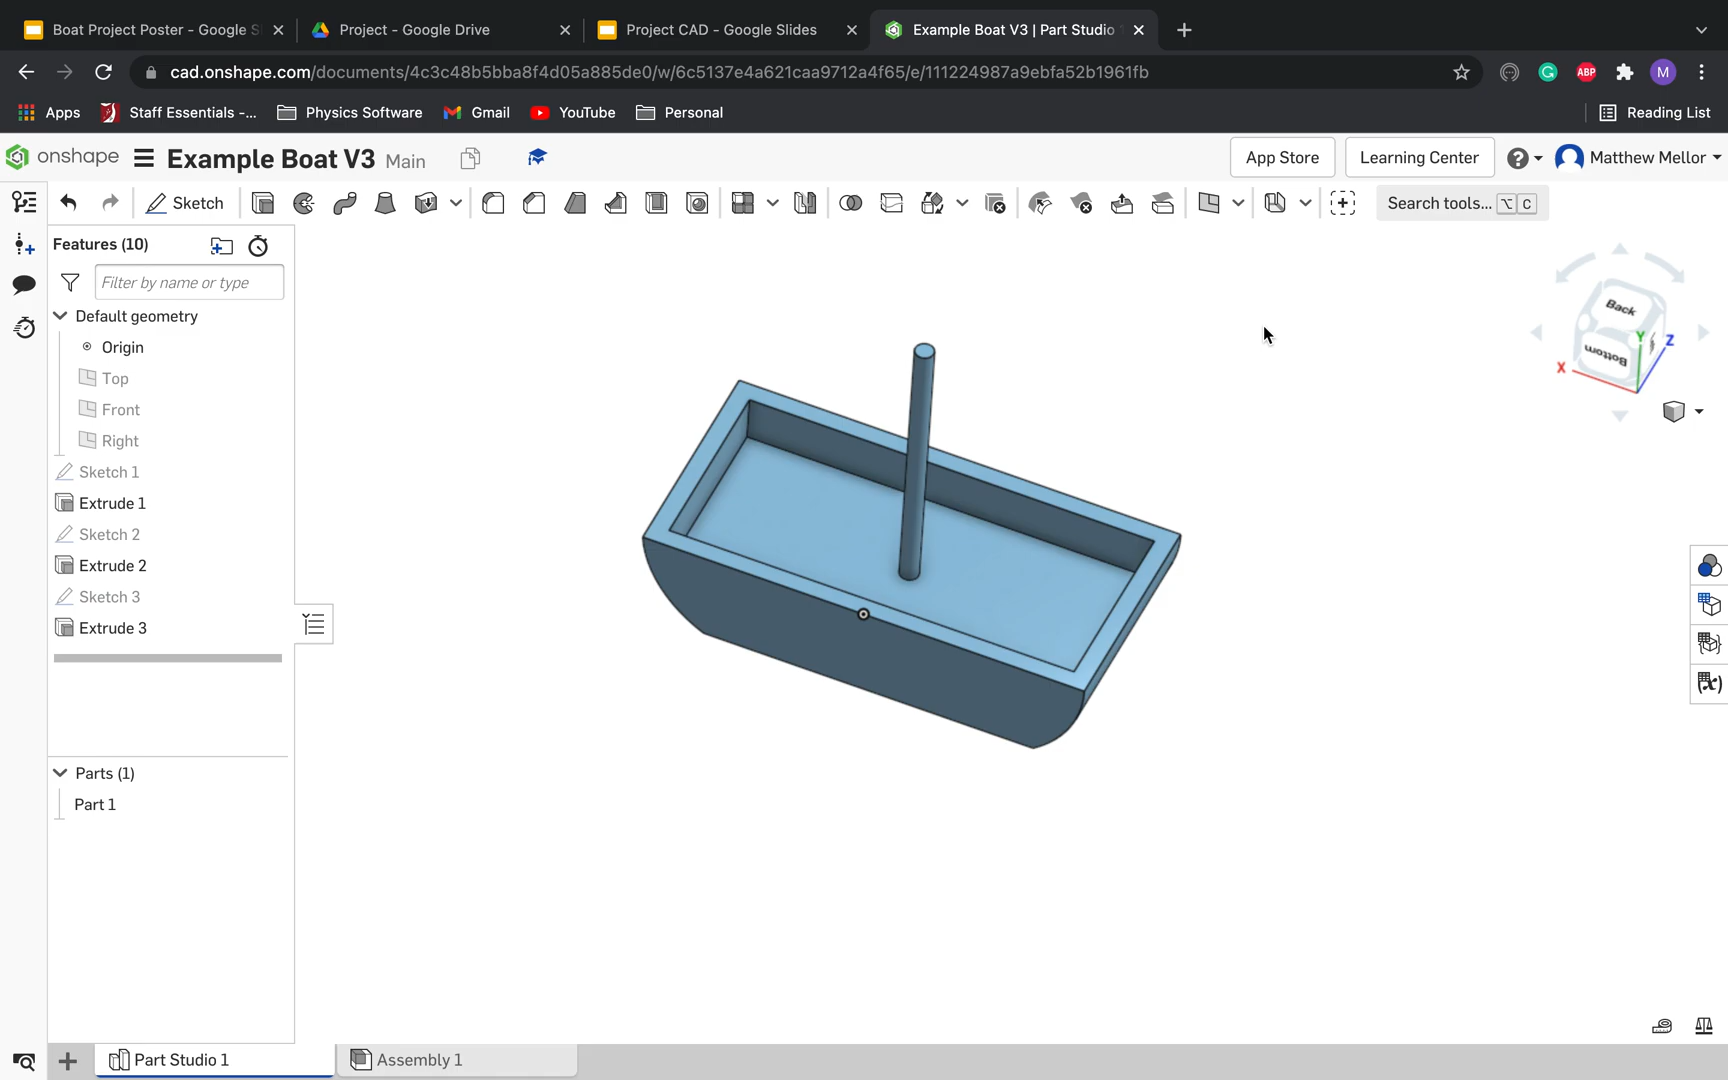 Boat Project Poster - Google S
Project - Google Drive
Project CAD - Google Slides
Example Boat V3 | Part Studio 1
cad.onshape.com/documents/4c3c48b5bba8f4d05a885de0/w/6c5137e4a621caa9712a4f65/e/111224987a9ebfa52b1961fb
ABP
M
Apps
Staff Essentials -...
Physics Software
Gmail
YouTube
Personal
Reading List
onshape
Example Boat V3 Main
App Store
Learning Center
Matthew Mellor
Sketch
Search tools... ⌥ C
Features (10)
Filter by name or type
Default geometry
Origin
Top
Front
Right
Sketch 1
Extrude 1
Sketch 2
Extrude 2
Sketch 3
Extrude 3
Parts (1)
Part 1
Back
Bottom
X
Y
Z
(x)
Part Studio 1
Assembly 1